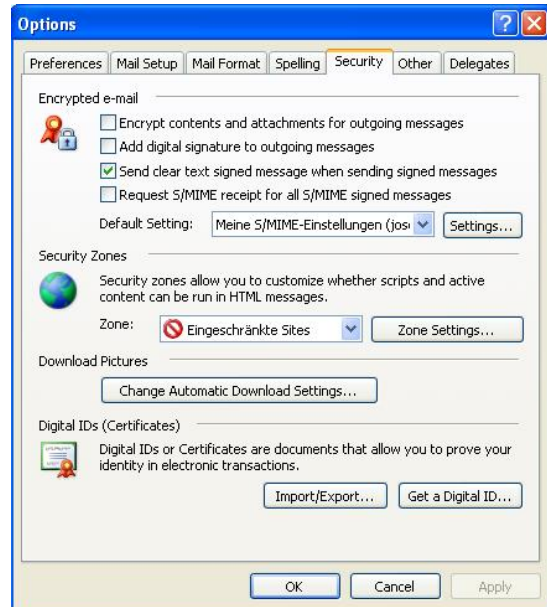 Options
Preferences Mail Setup Mail Format Spelling Security Other Delegates
Encrypted e-mail
Encrypt contents and attachments for outgoing messages
Add digital signature to outgoing messages
Send clear text signed message when sending signed messages
Request S/MIME receipt for all S/MIME signed messages
Default Setting: Meine S/MIME-Einstellungen (jose Settings...
Security Zones
Security zones allow you to customize whether scripts and active
content can be run in HTML messages.
Zone: Eingeschränkte Sites Zone Settings...
Download Pictures
Change Automatic Download Settings...
Digital IDs (Certificates)
Digital IDs or Certificates are documents that allow you to prove your
identity in electronic transactions.
Import/Export... Get a Digital ID...
OK Cancel Apply